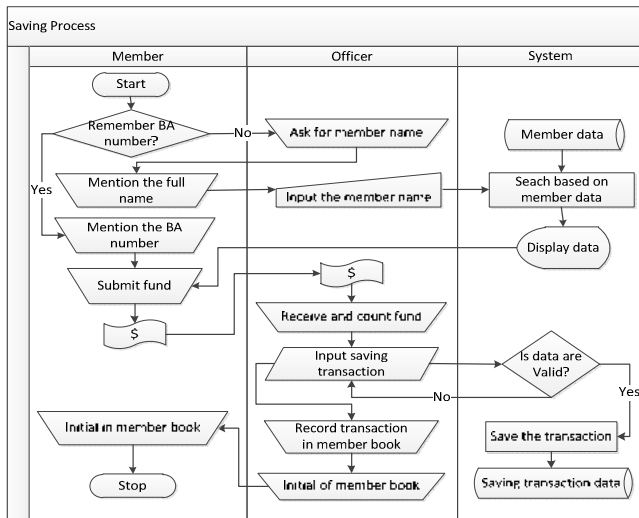 Saving Process
Member
Officer
System
Start
Remember BA
number?
No
Ask for member name
Member data
Yes
Mention the full
name
Input the member name
Seach based on
member data
Mention the BA
number
Display data
Submit fund
$
$
Receive and count fund
Input saving
transaction
Is data are
Valid?
No
Yes
Initial in member book
Record transaction
in member book
Save the transaction
Stop
Initial of member book
Saving transaction data